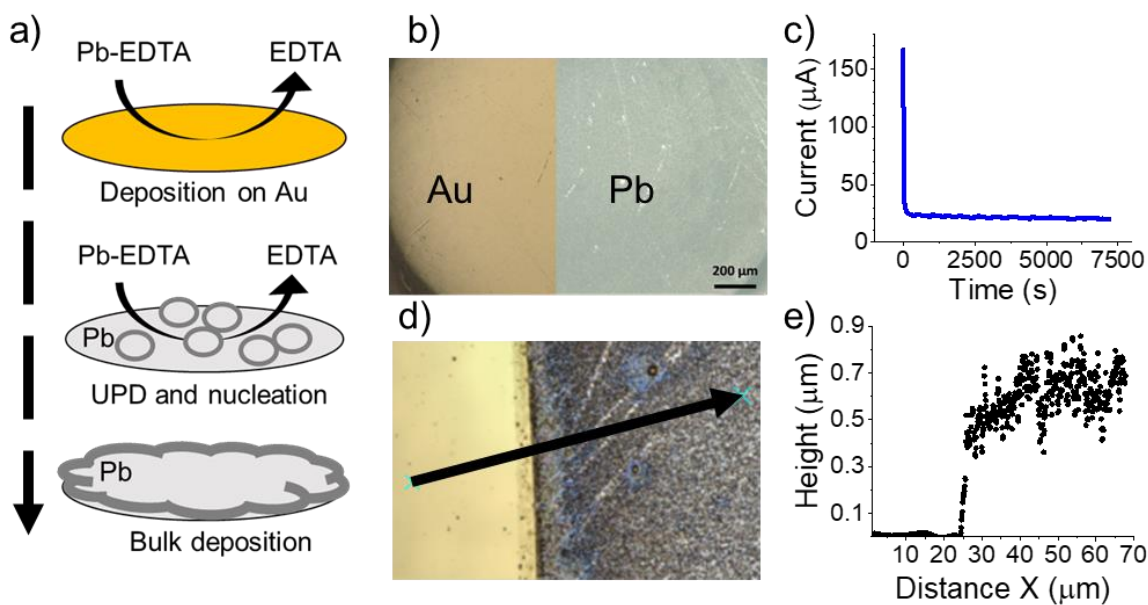 a)
Pb-EDTA EDTA
Deposition on Au
Pb-EDTA EDTA
Pb
UPD and nucleation
Pb
Bulk deposition
b)
Au Pb
200 μm
c)
Current (μA)
150
100
50
0
0 2500 5000 7500
Time (s)
d)
e)
Height (μm)
0.9
0.7
0.5
0.3
0.1
10 20 30 40 50 60 70
Distance X (μm)